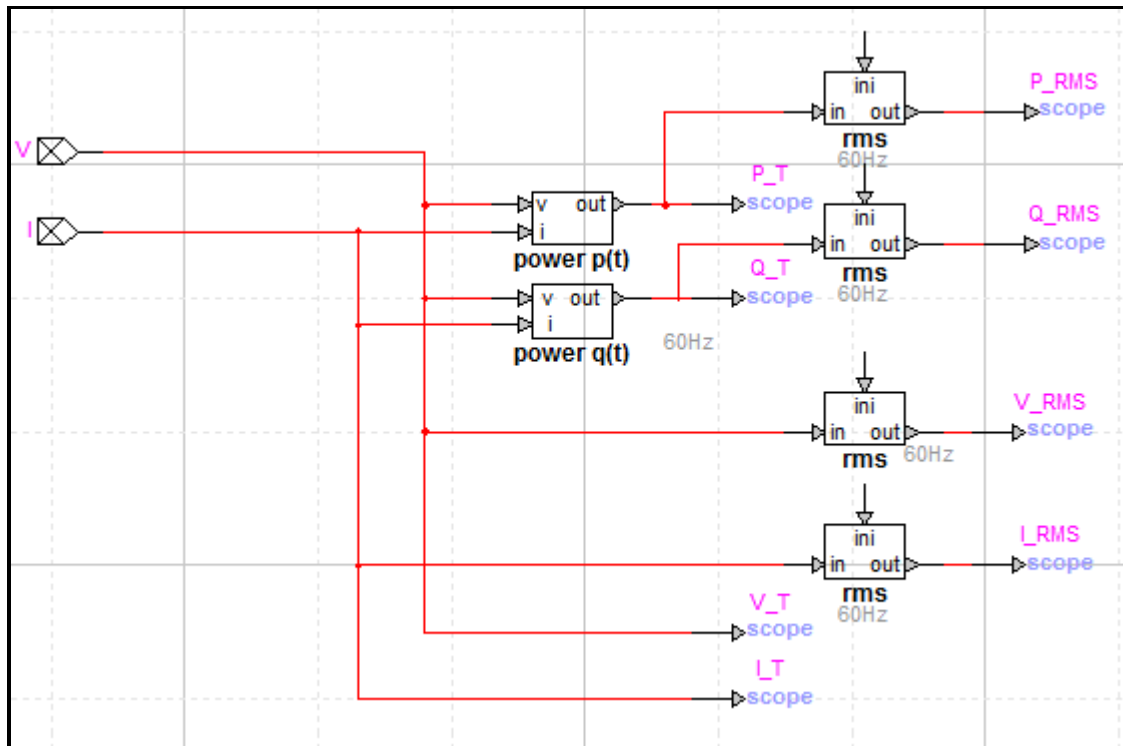 ini
P_RMS
in out
scope
rms
60Hz
V
P_T
v out
scope
ini
Q_RMS
I
i
in out
scope
power p(t)
Q_T
rms
v out
scope
60Hz
i
60Hz
power q(t)
ini
V_RMS
in out
scope
rms
60Hz
ini
I_RMS
in out
scope
rms
V_T
60Hz
scope
I_T
scope